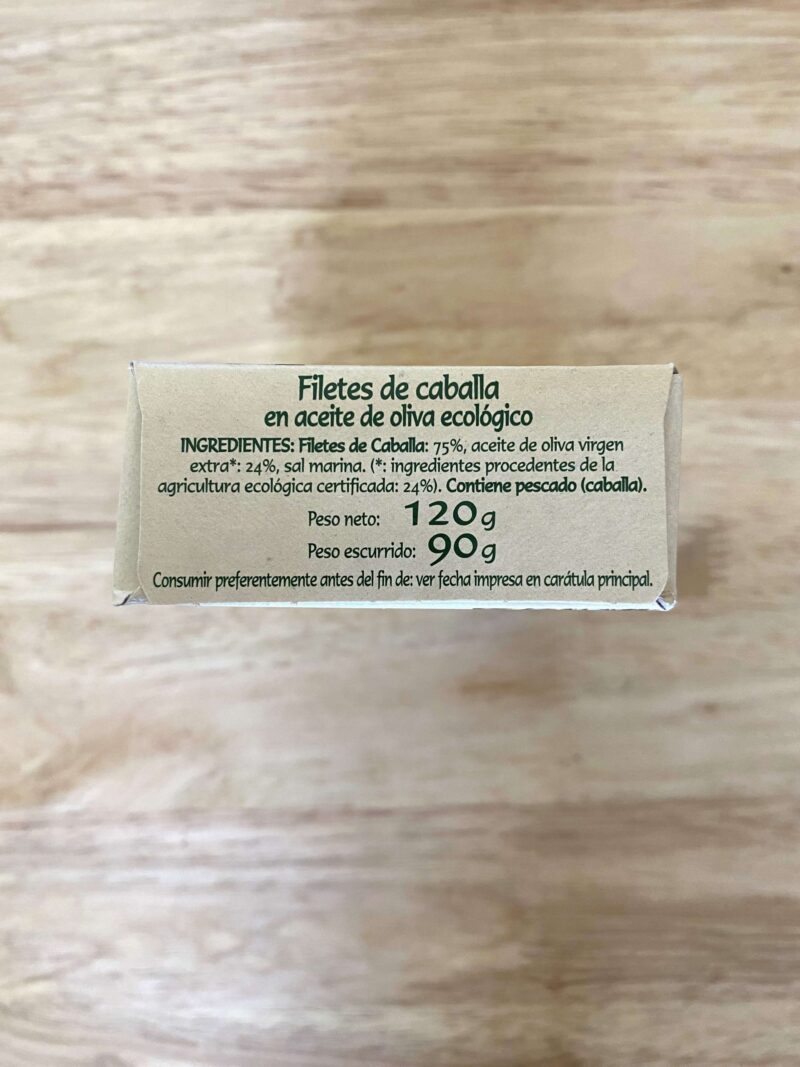 Filetes de caballa
en aceite de oliva ecológico
INGREDIENTES: Filetes de Caballa: 75%, aceite de oliva virgen
extra*: 24%, sal marina. (*: ingredientes procedentes de la
agricultura ecológica certificada: 24%). Contiene pescado (caballa).
Peso neto: 120g
Peso escurrido: 90g
Consumir preferentemente antes del fin de: ver fecha impresa en carátula principal.